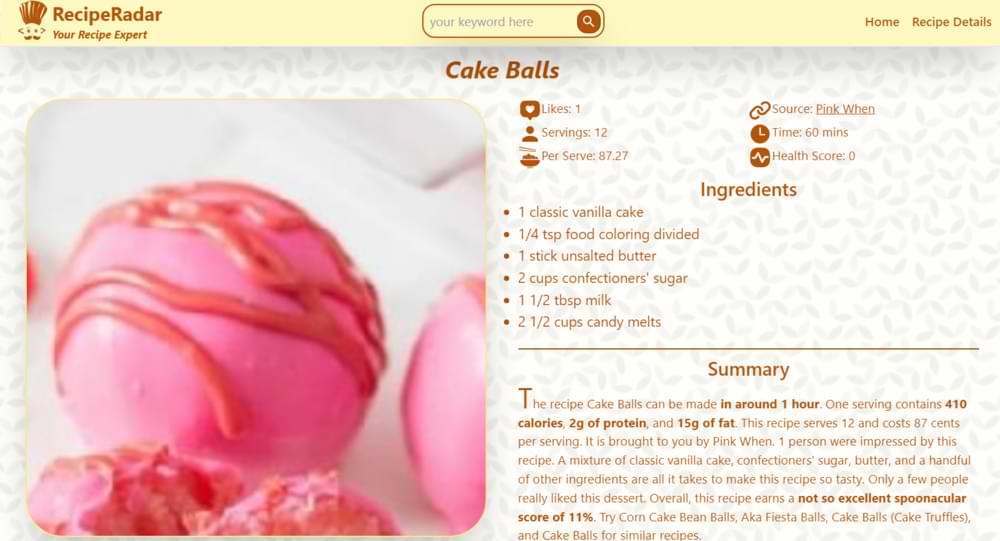 RecipeRadar
Your Recipe Expert
your keyword here
Home
Recipe Details
Cake Balls
Likes: 1
Source: Pink When
Servings: 12
Time: 60 mins
Per Serve: 87.27
Health Score: 0
Ingredients
1 classic vanilla cake
1/4 tsp food coloring divided
1 stick unsalted butter
2 cups confectioners' sugar
1 1/2 tbsp milk
2 1/2 cups candy melts
Summary
The recipe Cake Balls can be made in around 1 hour. One serving contains 410
calories, 2g of protein, and 15g of fat. This recipe serves 12 and costs 87 cents
per serving. It is brought to you by Pink When. 1 person were impressed by this
recipe. A mixture of classic vanilla cake, confectioners' sugar, butter, and a handful
of other ingredients are all it takes to make this recipe so tasty. Only a few people
really liked this dessert. Overall, this recipe earns a not so excellent spoonacular
score of 11%. Try Corn Cake Bean Balls, Aka Fiesta Balls, Cake Balls (Cake Truffles),
and Cake Balls for similar recipes.